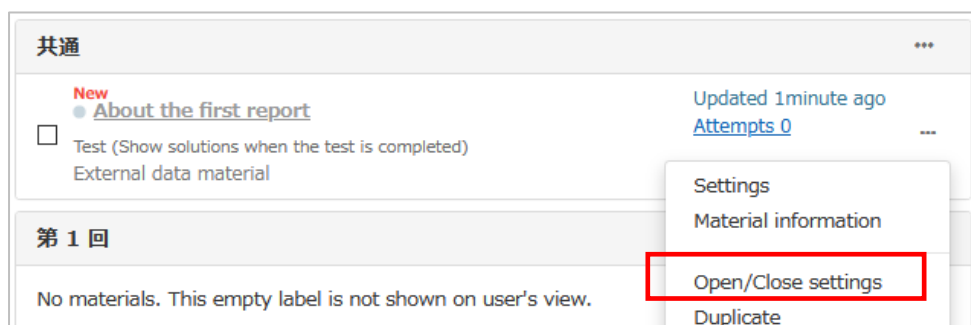 共通
New
About the first report
Updated 1minute ago
Attempts 0
Test (Show solutions when the test is completed)
External data material
Settings
Material information
第 1 回
Open/Close settings
No materials. This empty label is not shown on user's view.
Duplicate